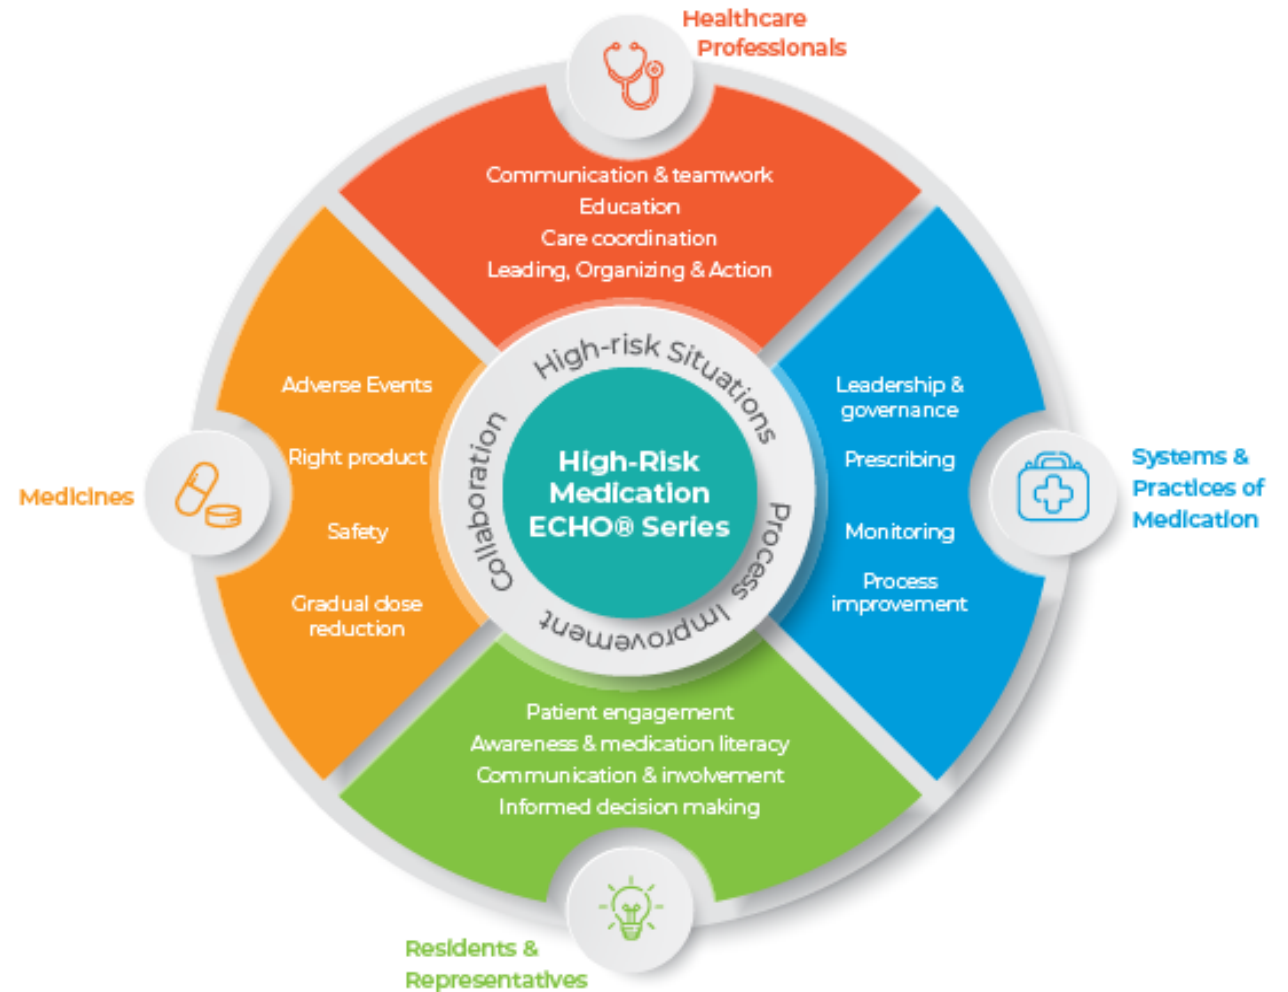 Healthcare
Professionals
Communication & teamwork
Education
Care coordination
Leading, Organizing & Action
Medicines
Adverse Events
Right product
Safety
Gradual dose
reduction
High-risk Situations
Process Improvement
Collaboration
High-Risk
Medication
ECHO® Series
Leadership &
governance
Prescribing
Monitoring
Process
improvement
Systems &
Practices of
Medication
Patient engagement
Awareness & medication literacy
Communication & involvement
Informed decision making
Residents &
Representatives